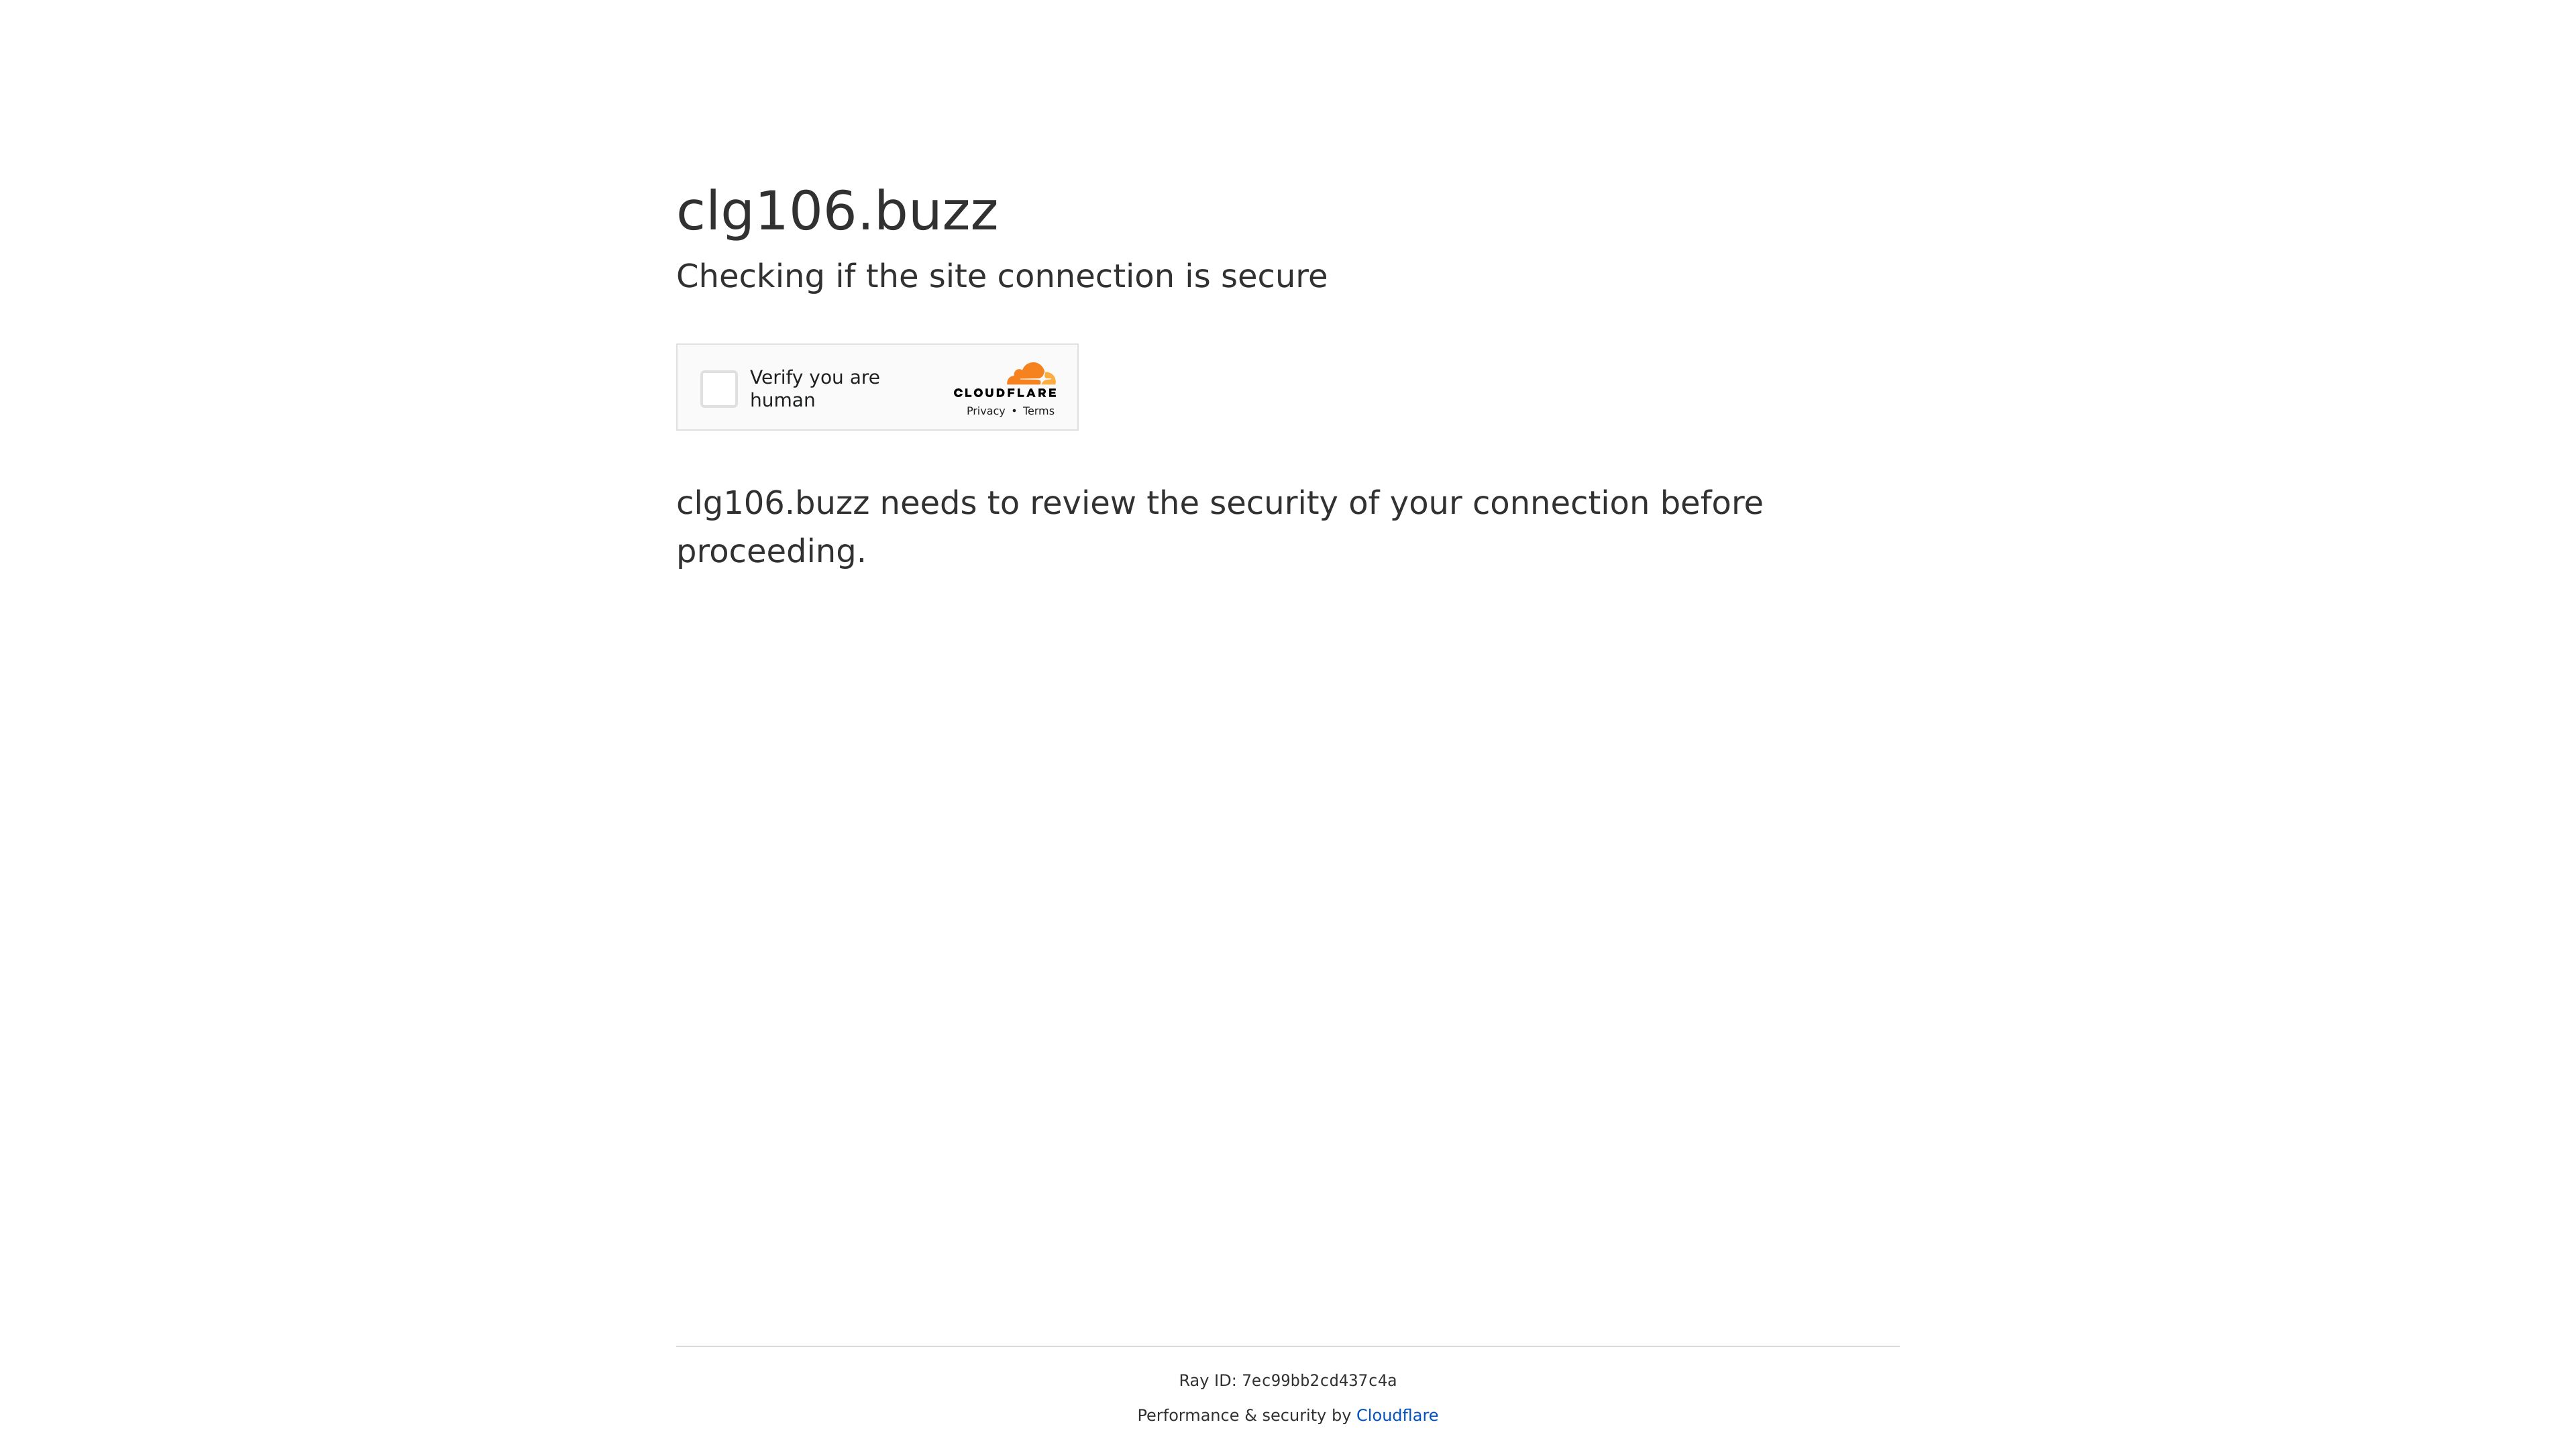 clg106.buzz
Checking if the site connection is secure
Verify you are
human
CLOUDFLARE
Privacy • Terms
clg106.buzz needs to review the security of your connection before
proceeding.
Ray ID: 7ec99bb2cd437c4a
Performance & security by Cloudflare